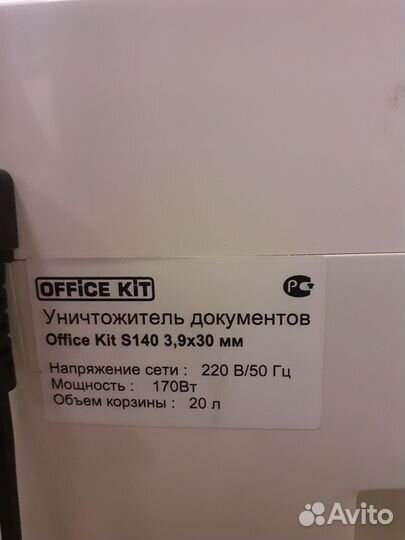 OFFICE KIT
Уничтожитель документов
Office Kit S140 3,9x30 мм
Напряжение сети : 220 В/50 Гц
Мощность : 170Вт
Объем корзины : 20 л
Avito